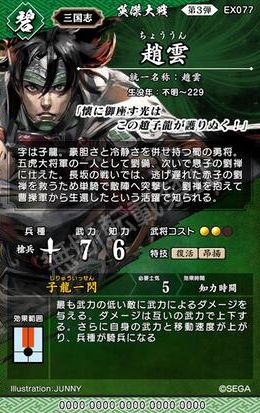 碧
三国志
英傑大戦
第3弾
EX077
ちょううん
趙雲
統一名称：趙雲
生没年：不明～229
「懐に御座す光は
この趙子龍が護りぬく！」
字は子龍。豪胆さと冷静さを併せ持つ蜀の勇将。
五虎大将軍の一人として劉備、次いで息子の劉禅
に仕えた。長坂の戦いでは、逃げ遅れた赤子の劉
禅を救うため単騎で敵陣へ突撃し、劉禅を抱えて
曹操軍から生還したという活躍で知られる。
兵種 武力 知力 武将コスト
槍兵 7 6
特技 復活 昂揚
しりゅういっせん 必要士気 効果時間
子龍一閃 5 知力時間
効果範囲
最も武力の低い敵に武力によるダメージを
与える。ダメージは互いの武力で上下す
る。さらに自身の武力と移動速度が上が
り、兵種が騎兵になる
Illustration:JUNNY
©SEGA
0000-0000-0000-0000-0000